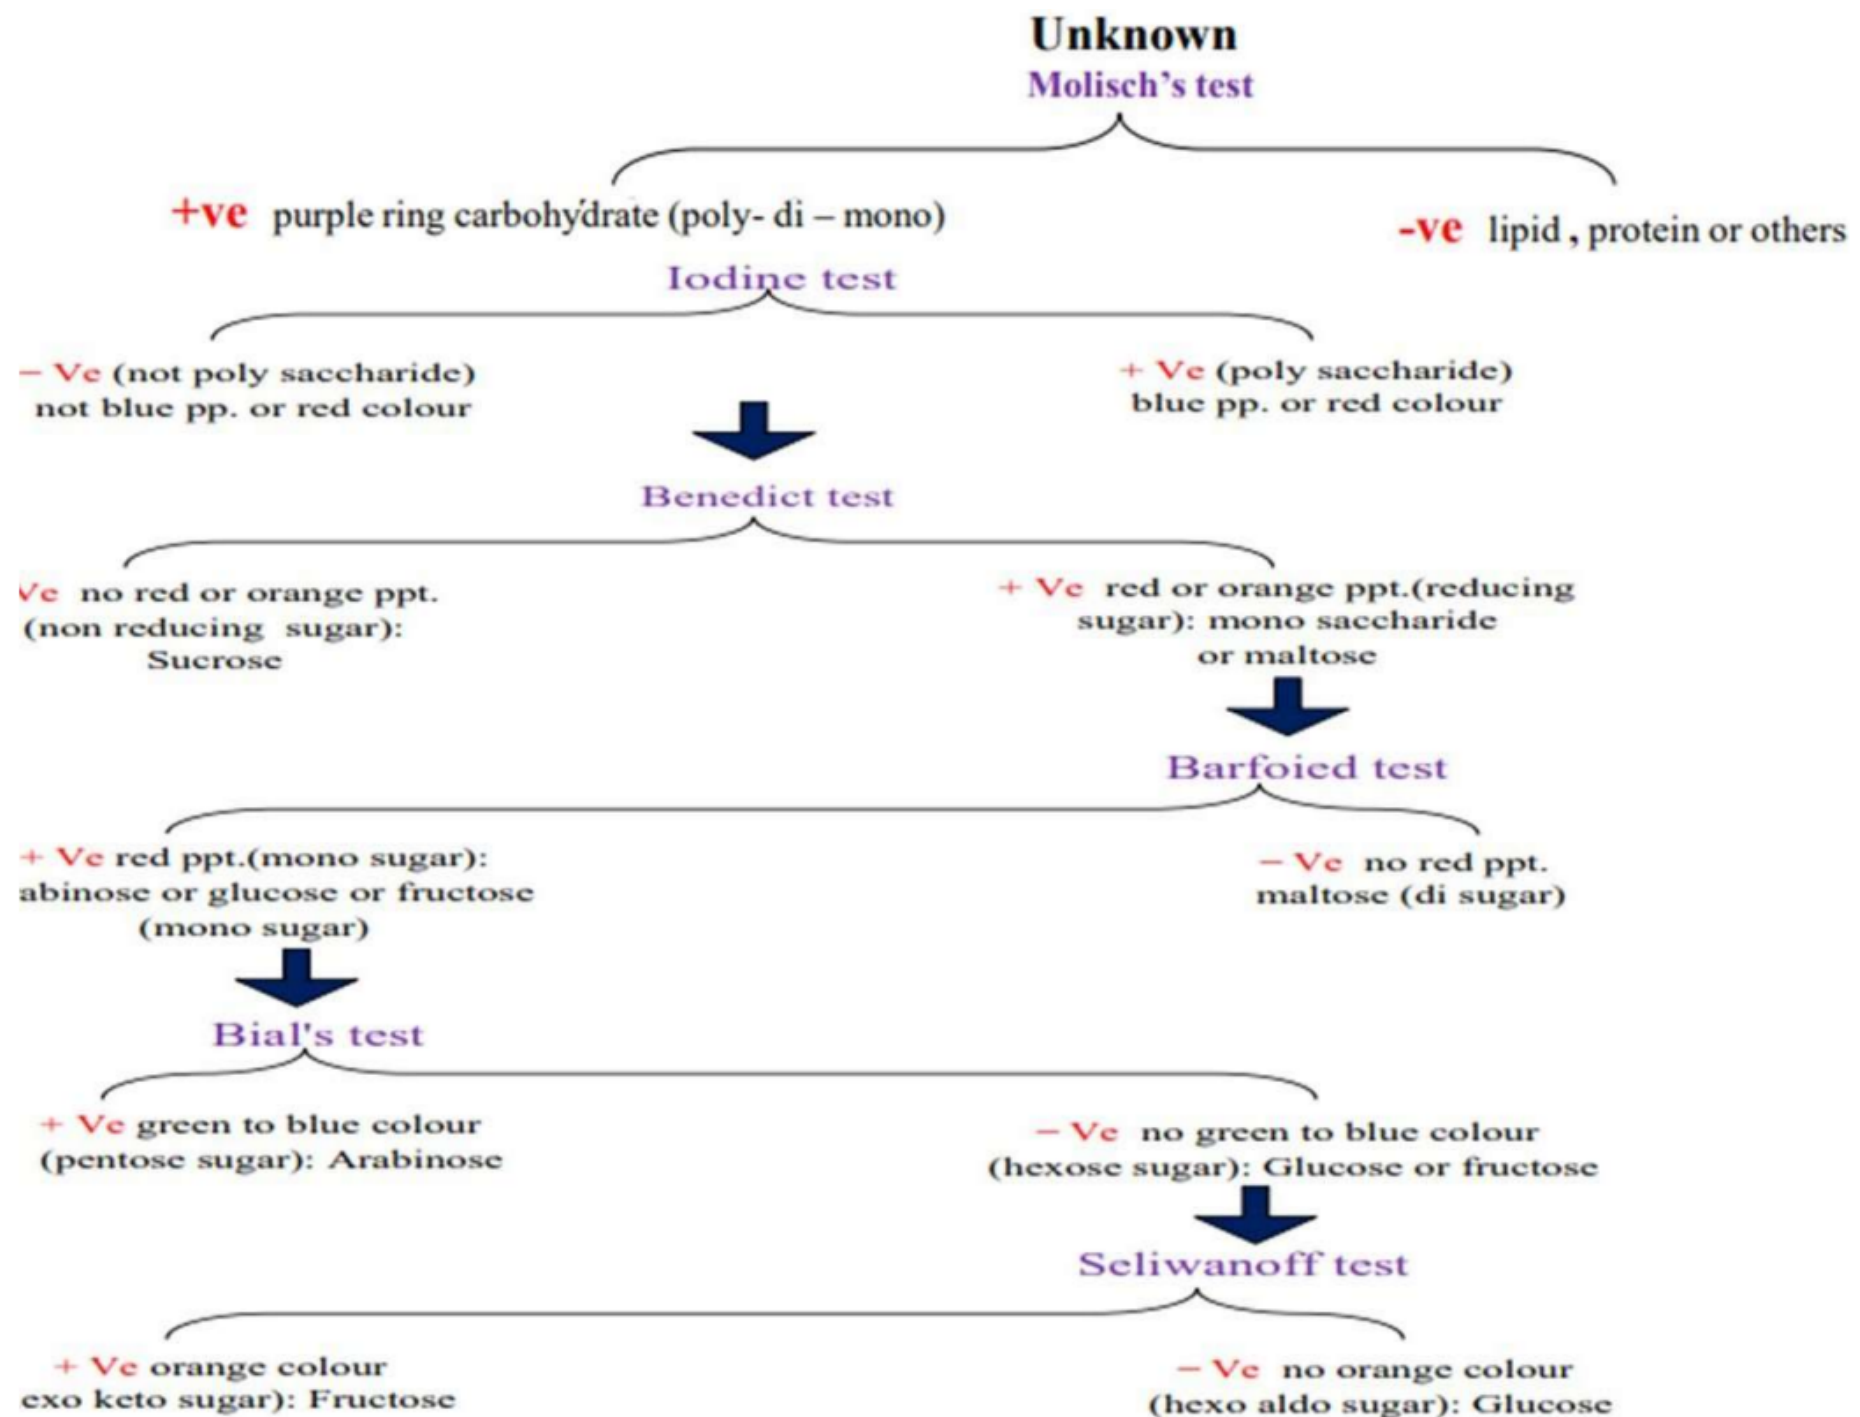 Unknown
Molisch's test
+ve purple ring carbohydrate (poly- di – mono)
-ve lipid , protein or others
Iodine test
– Ve (not poly saccharide)
not blue pp. or red colour
+ Ve (poly saccharide)
blue pp. or red colour
Benedict test
Ve no red or orange ppt.
(non reducing sugar):
Sucrose
+ Ve red or orange ppt.(reducing
sugar): mono saccharide
or maltose
Barfoied test
+ Ve red ppt.(mono sugar):
abinose or glucose or fructose
(mono sugar)
– Ve no red ppt.
maltose (di sugar)
Bial's test
+ Ve green to blue colour
(pentose sugar): Arabinose
– Ve no green to blue colour
(hexose sugar): Glucose or fructose
Seliwanoff test
+ Ve orange colour
exo keto sugar): Fructose
– Ve no orange colour
(hexo aldo sugar): Glucose